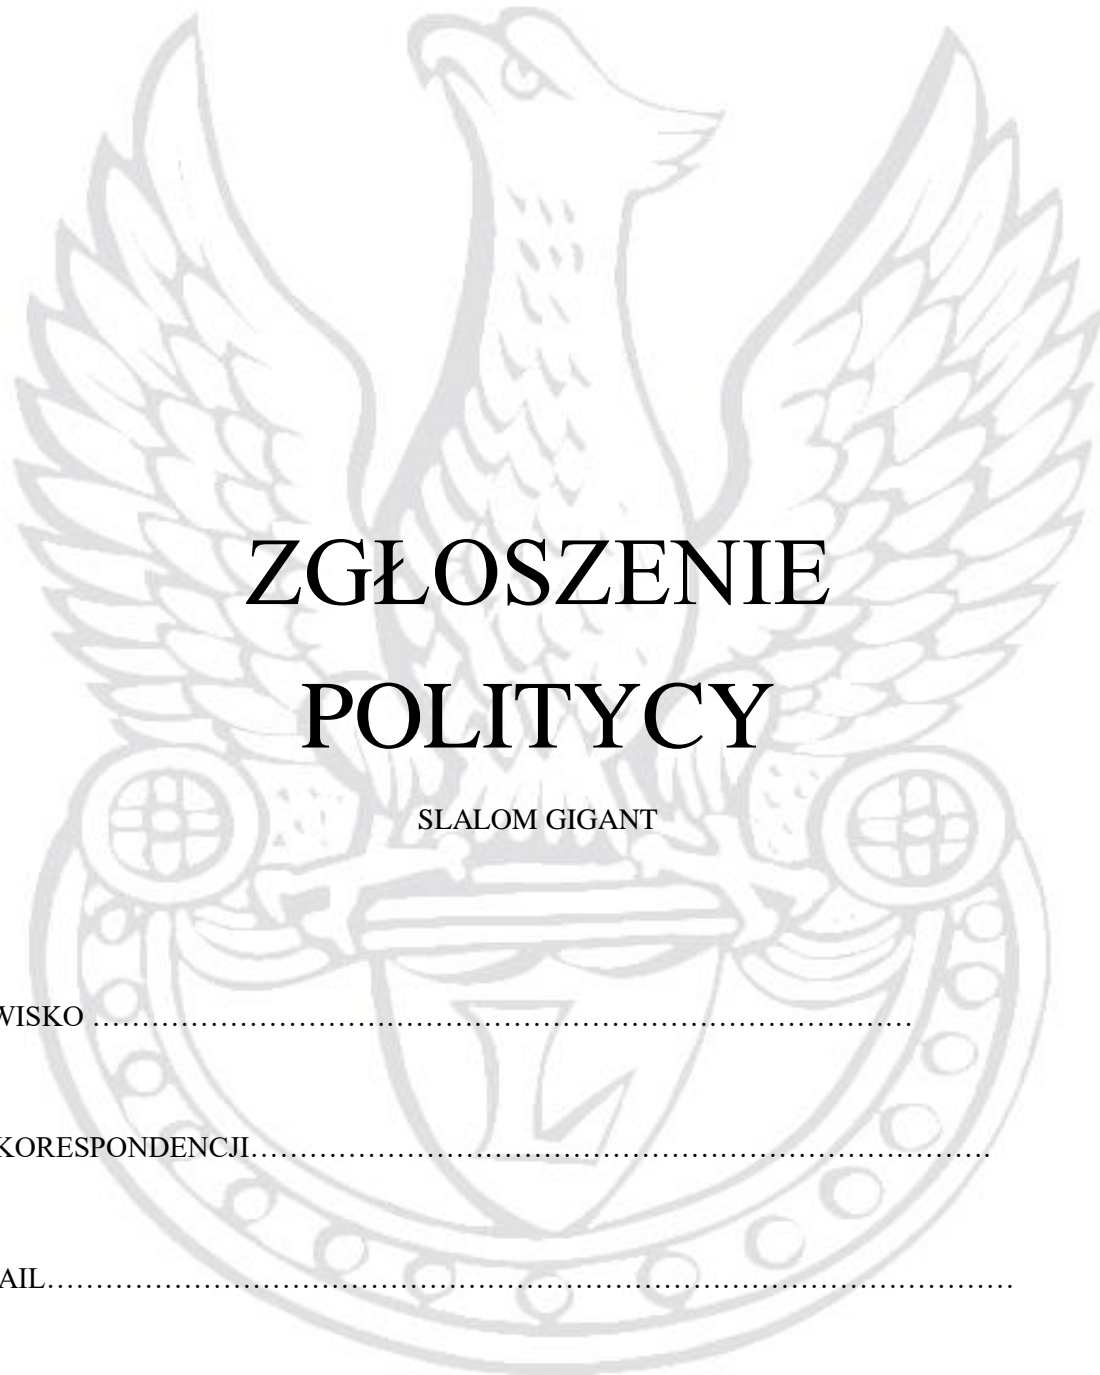 ZGŁOSZENIE
POLITYCY
SLALOM GIGANT
WISKO ……………………………………………………………………………
KORESPONDENCJI……………………………………………………………………
AIL…………………………………………………………………………………………
L